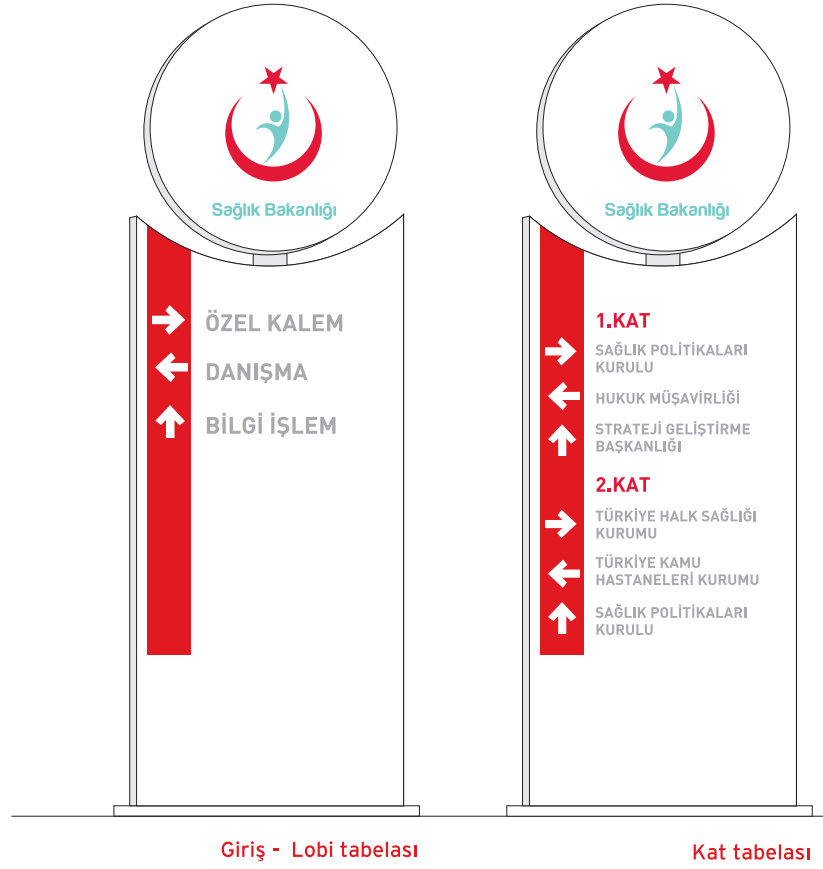 Sağlık Bakanlığı
ÖZEL KALEM
DANIŞMA
BİLGİ İŞLEM
Giriş - Lobi tabelası
Sağlık Bakanlığı
1.KAT
SAĞLIK POLİTİKALARI
KURULU
HUKUK MÜŞAVİRLİĞİ
STRATEJİ GELİŞTİRME
BAŞKANLIĞI
2.KAT
TÜRKİYE HALK SAĞLIĞI
KURUMU
TÜRKİYE KAMU
HASTANELERİ KURUMU
SAĞLIK POLİTİKALARI
KURULU
Kat tabelası